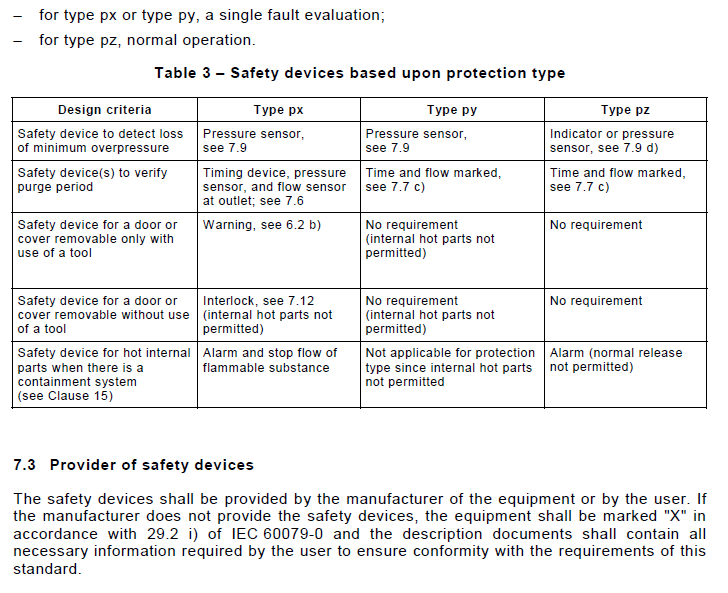 – for type px or type py, a single fault evaluation;
– for type pz, normal operation.
Table 3 – Safety devices based upon protection type
Design criteria Type px Type py Type pz
Safety device to detect loss Pressure sensor, Pressure sensor, Indicator or pressure
of minimum overpressure see 7.9 see 7.9 sensor, see 7.9 d)
Safety device(s) to verify Timing device, pressure Time and flow marked, Time and flow marked,
purge period sensor, and flow sensor see 7.7 c) see 7.7 c)
at outlet; see 7.6
Safety device for a door or Warning, see 6.2 b) No requirement No requirement
cover removable only with (internal hot parts not
use of a tool permitted)
Safety device for a door or Interlock, see 7.12 No requirement No requirement
cover removable without use (internal hot parts not (internal hot parts not
of a tool permitted) permitted)
Safety device for hot internal Alarm and stop flow of Not applicable for protection Alarm (normal release
parts when there is a flammable substance type since internal hot parts not permitted)
containment system not permitted
(see Clause 15)
7.3 Provider of safety devices
The safety devices shall be provided by the manufacturer of the equipment or by the user. If
the manufacturer does not provide the safety devices, the equipment shall be marked "X" in
accordance with 29.2 i) of IEC 60079-0 and the description documents shall contain all
necessary information required by the user to ensure conformity with the requirements of this
standard.